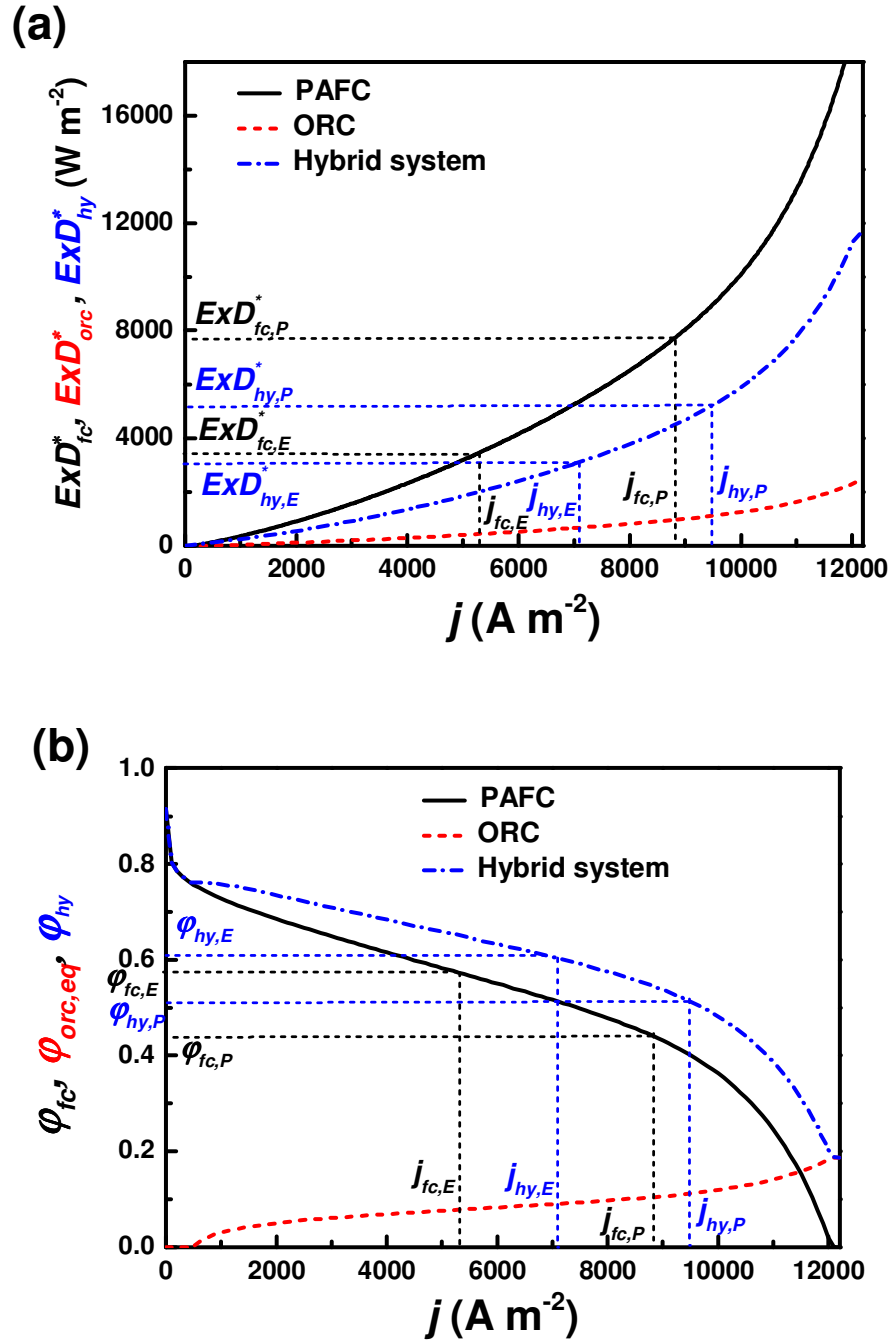 (a)
ExD*fc, ExD*orc, ExD*hy (W m-2)
PAFC
ORC
Hybrid system
16000
12000
8000
4000
0
ExD*fc,P
ExD*hy,P
ExD*fc,E
ExD*hy,E
jfc,E
jhy,E
jfc,P
jhy,P
0 2000 4000 6000 8000 10000 12000
j (A m-2)
(b)
φfc, φorc,eq, φhy
PAFC
ORC
Hybrid system
1.0
0.8
0.6
0.4
0.2
0.0
φhy,E
φfc,E
φhy,P
φfc,P
jfc,E
jhy,E
jfc,P
jhy,P
0 2000 4000 6000 8000 10000 12000
j (A m-2)